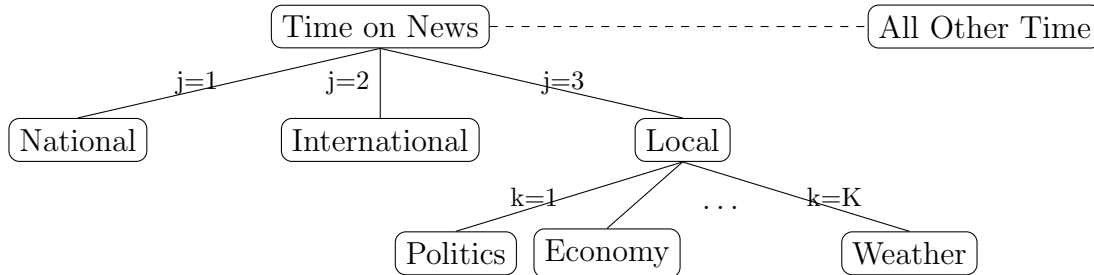 Time on News
All Other Time
j=1
j=2
j=3
National
International
Local
k=1
...
k=K
Politics
Economy
Weather